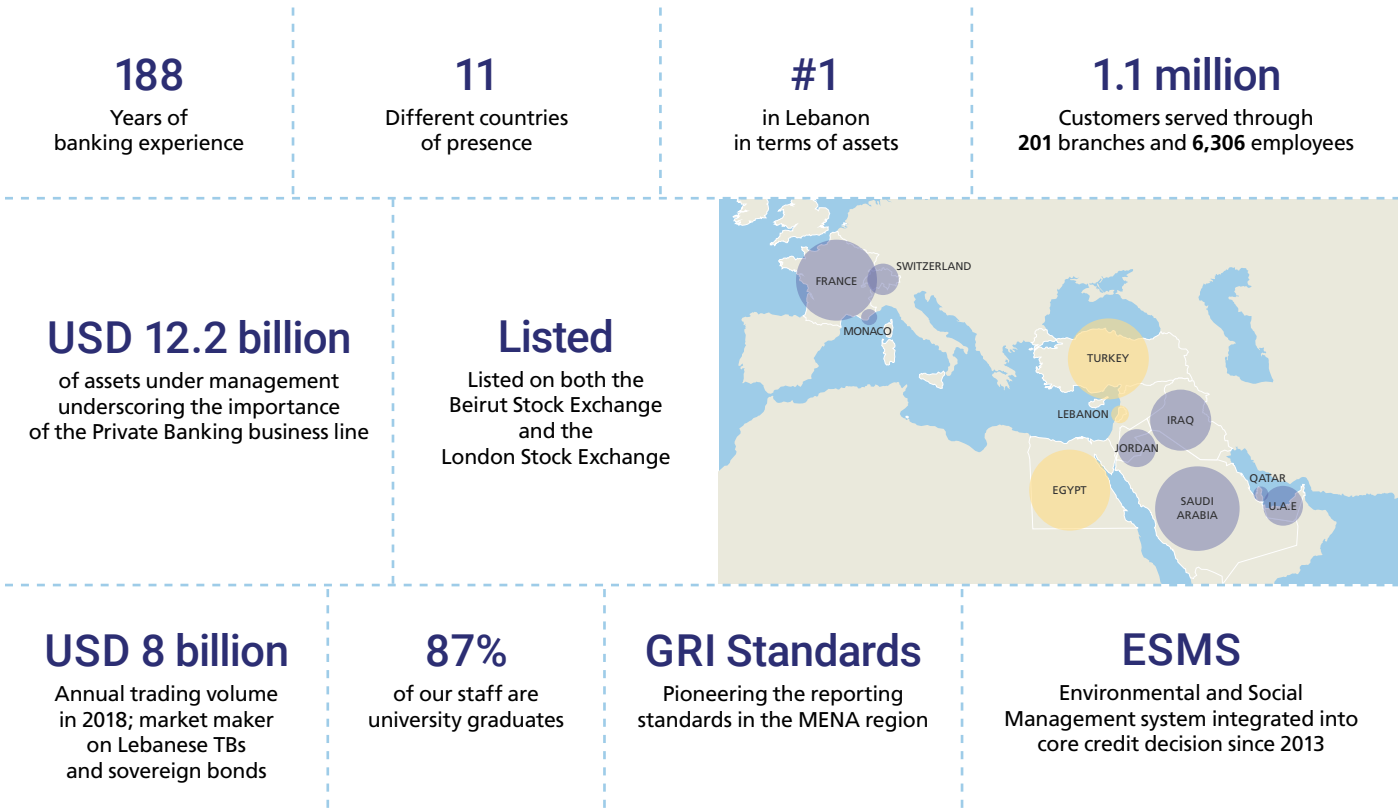 188
Years of
banking experience
11
Different countries
of presence
#1
in Lebanon
in terms of assets
1.1 million
Customers served through
201 branches and 6,306 employees
USD 12.2 billion
of assets under management
underscoring the importance
of the Private Banking business line
Listed
Listed on both the
Beirut Stock Exchange
and the
London Stock Exchange
FRANCE
SWITZERLAND
MONACO
TURKEY
LEBANON
IRAQ
JORDAN
EGYPT
SAUDI
ARABIA
QATAR
U.A.E
USD 8 billion
Annual trading volume
in 2018; market maker
on Lebanese TBs
and sovereign bonds
87%
of our staff are
university graduates
GRI Standards
Pioneering the reporting
standards in the MENA region
ESMS
Environmental and Social
Management system integrated into
core credit decision since 2013